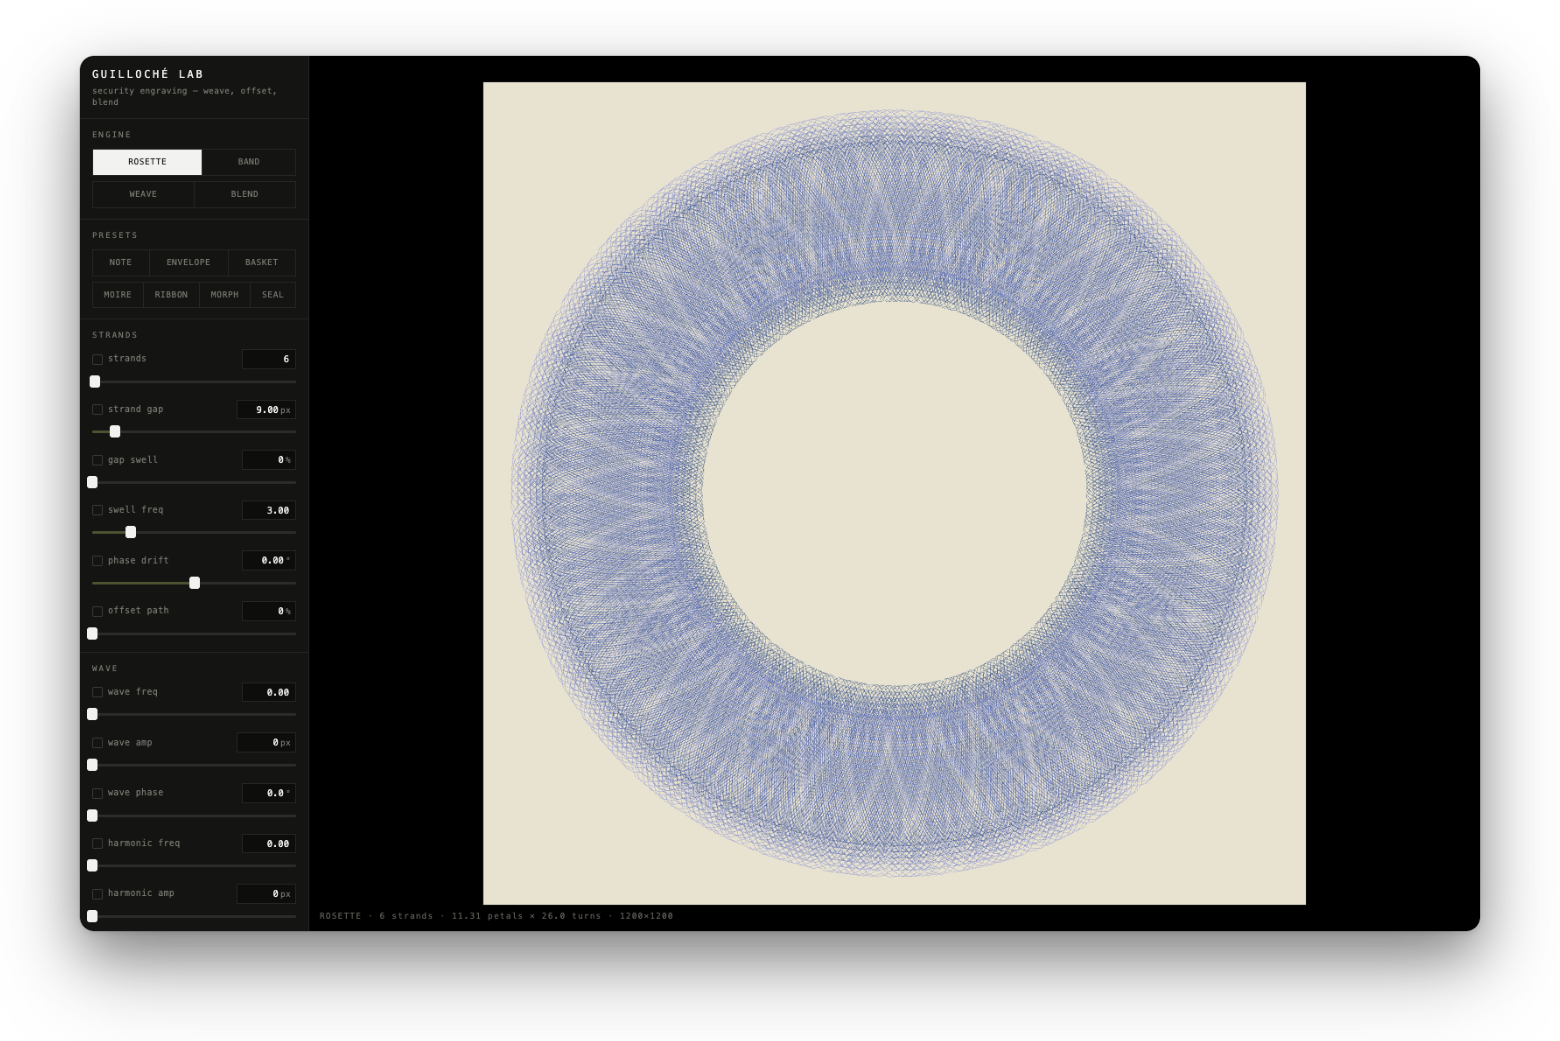 GUILLOCHÉ LAB
security engraving — weave, offset,
blend
ENGINE
ROSETTE BAND
WEAVE BLEND
PRESETS
NOTE ENVELOPE BASKET
MOIRE RIBBON MORPH SEAL
STRANDS
strands 6
strand gap 9.00 px
gap swell 0 %
swell freq 3.00
phase drift 0.00 °
offset path 0 %
WAVE
wave freq 0.00
wave amp 0 px
wave phase 0.0 °
harmonic freq 0.00
harmonic amp 0 px
ROSETTE · 6 strands · 11.31 petals × 26.0 turns · 1200×1200